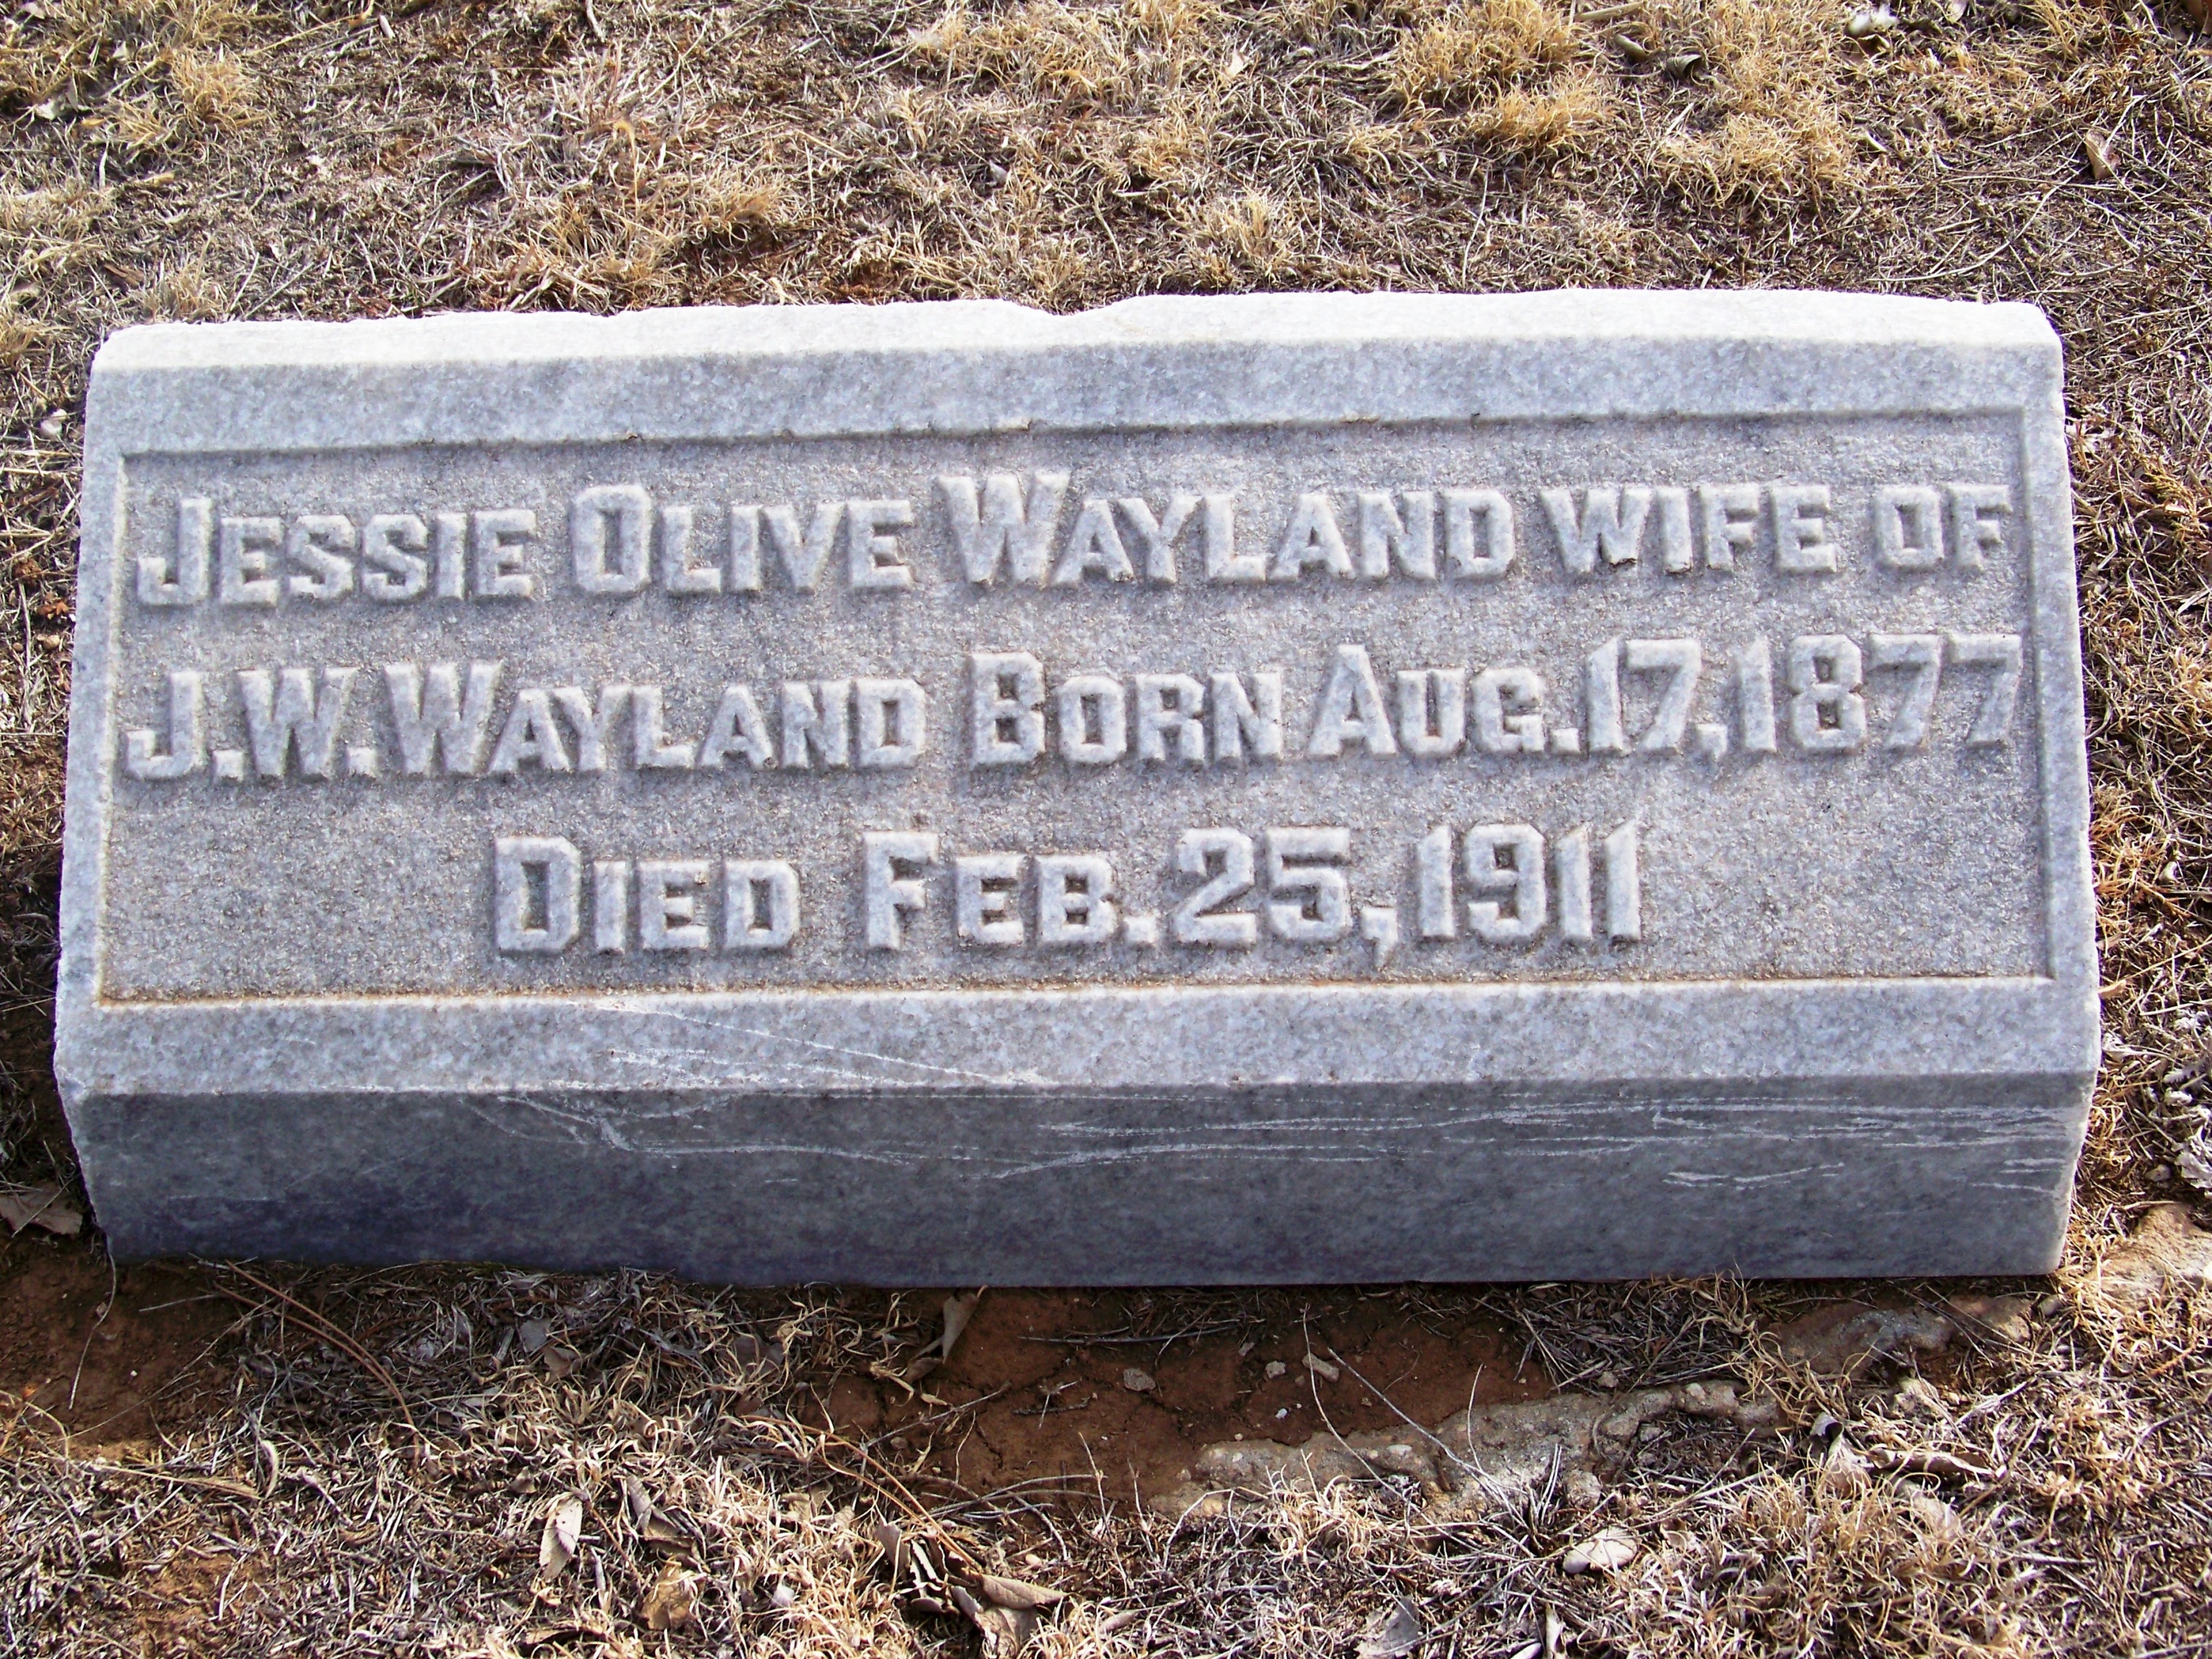 Jessie Olive Wayland wife of
J.W. Wayland Born Aug. 17, 1877
Died Feb. 25, 1911